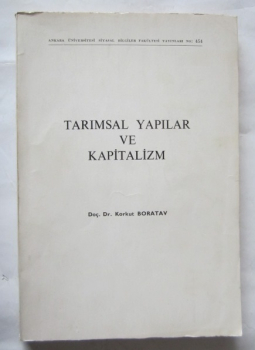 ANKARA ÜNİVERSİTESİ SİYASAL BİLGİLER FAKÜLTESİ YAYINLARI NO: 454
TARIMSAL YAPILAR
VE
KAPİTALİZM
Doç. Dr. Korkut BORATAV